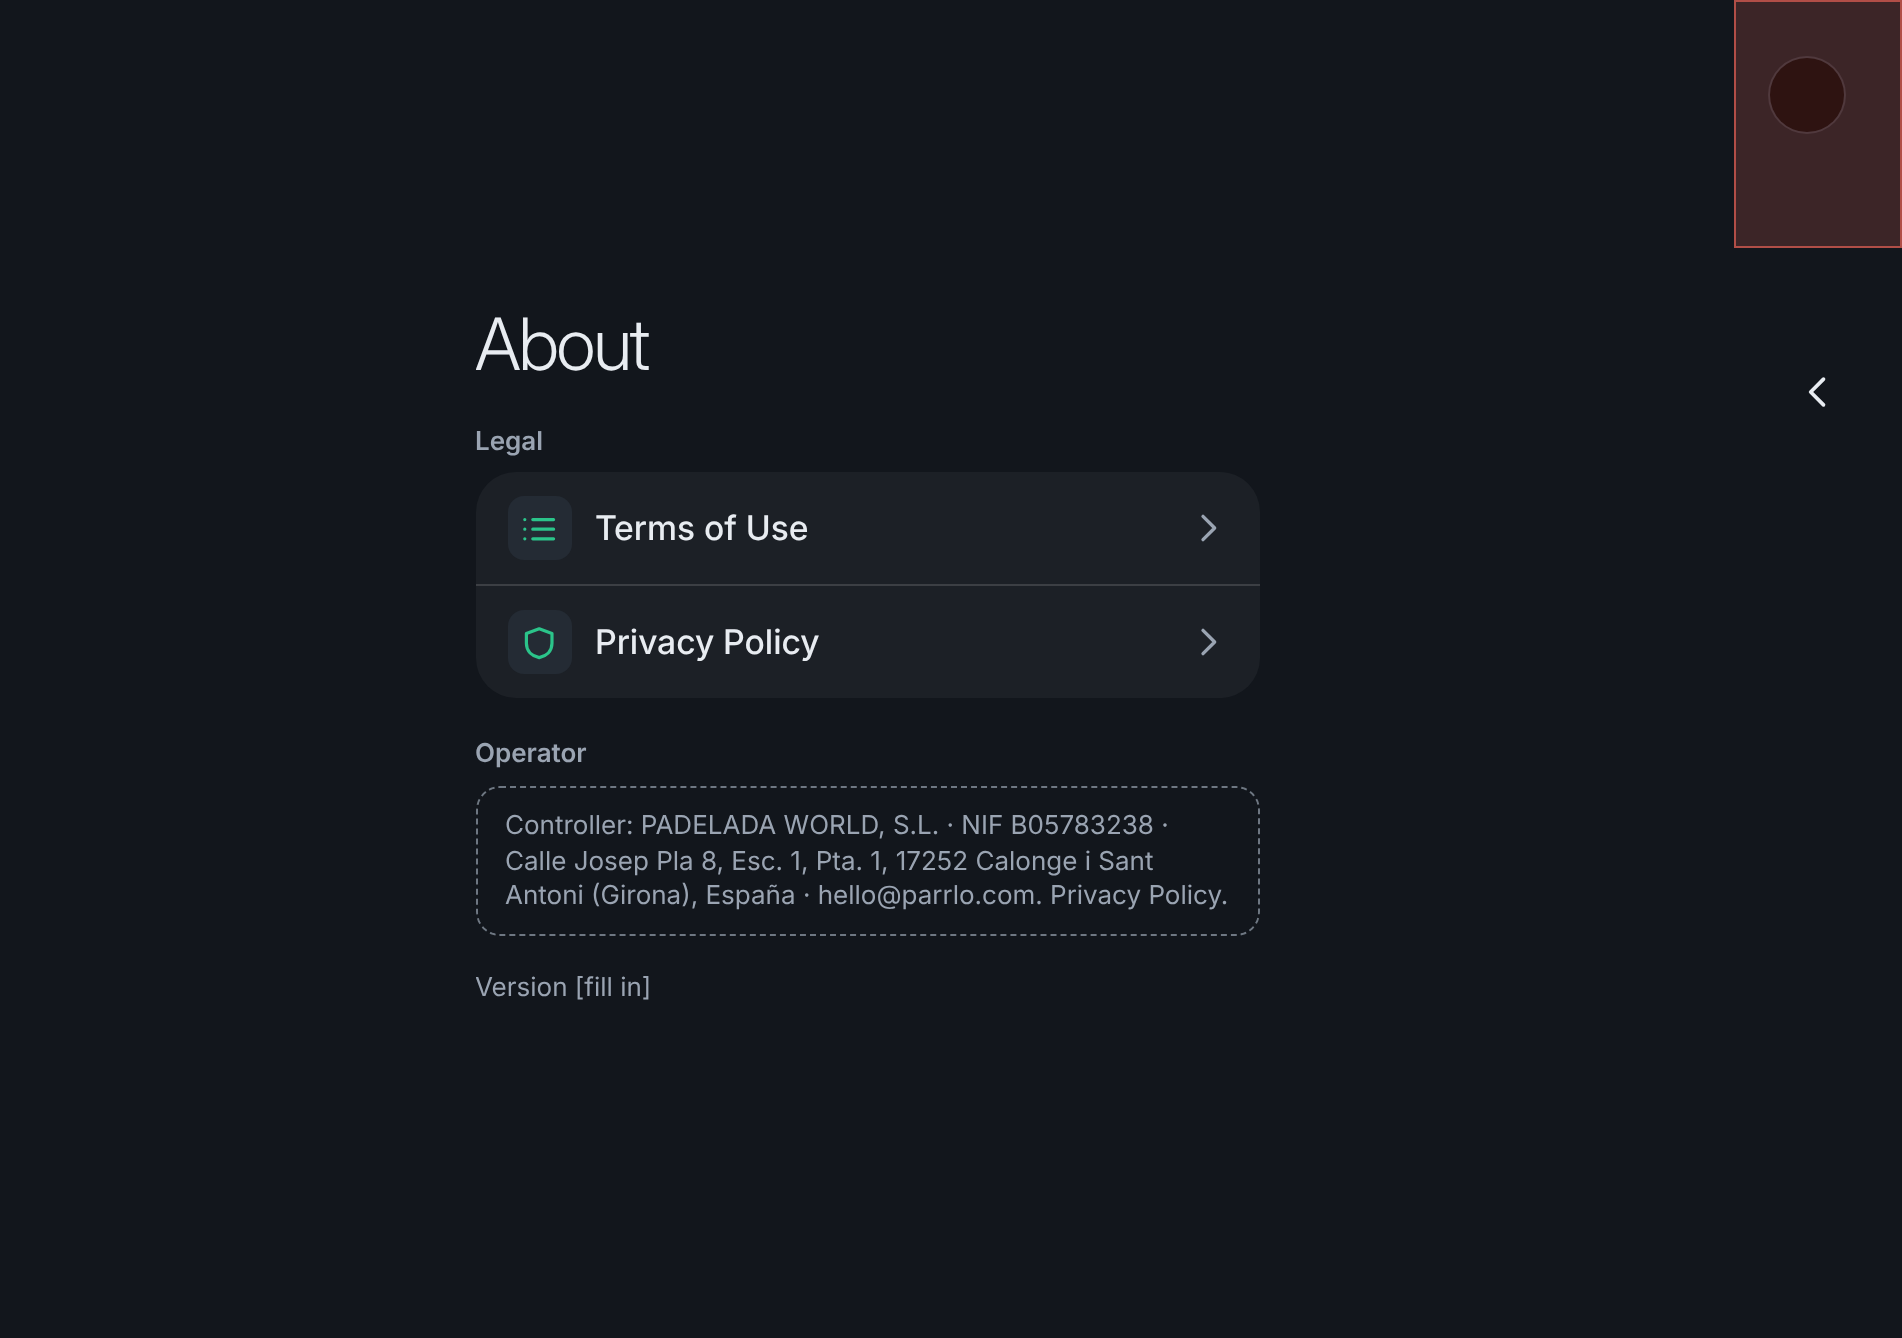 About
Legal
Terms of Use
Privacy Policy
Operator
Controller: PADELADA WORLD, S.L. · NIF B05783238 ·
Calle Josep Pla 8, Esc. 1, Pta. 1, 17252 Calonge i Sant
Antoni (Girona), España · hello@parrlo.com. Privacy Policy.
Version [fill in]